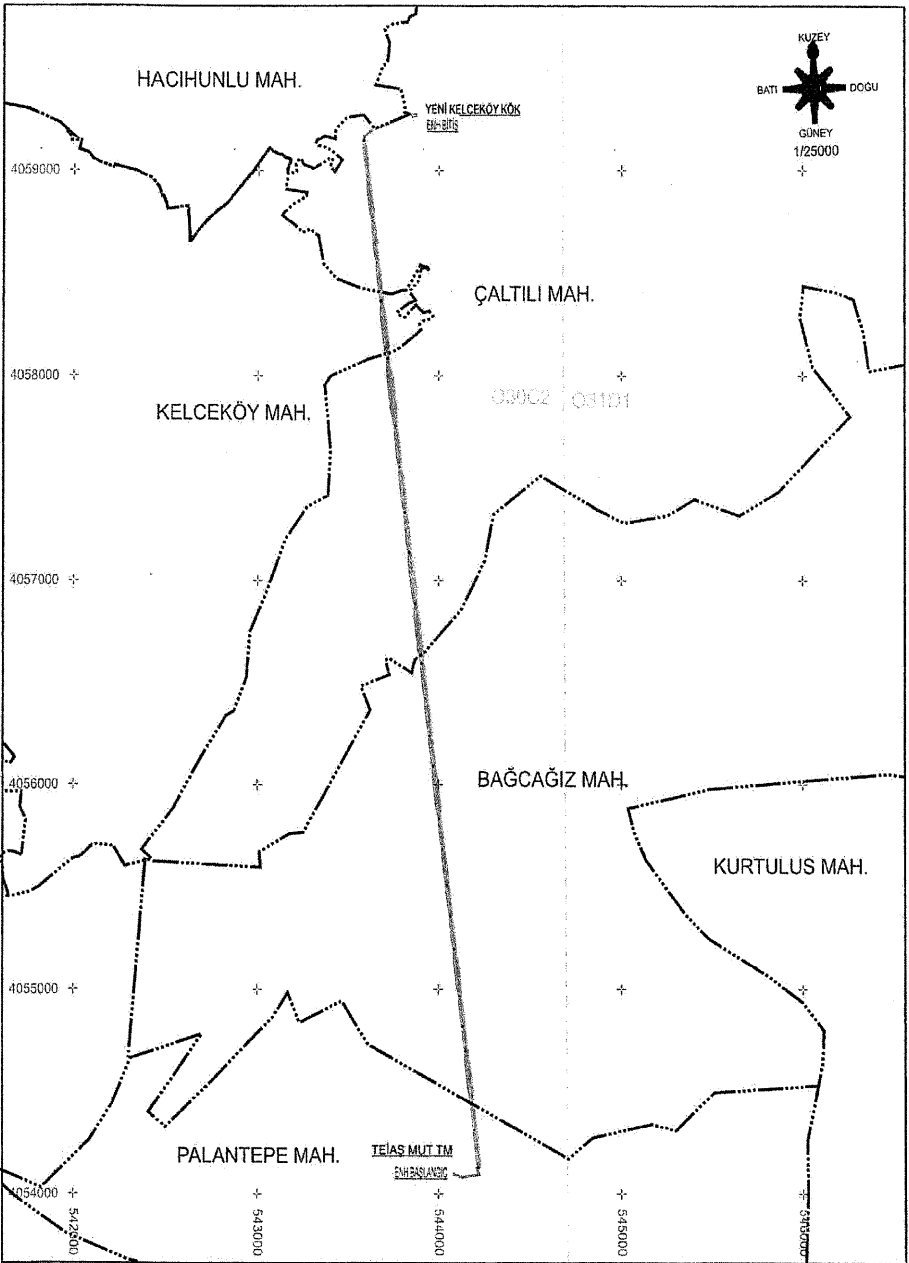 KUZEY
HACIHUNLU MAH.
BATI
DOĞU
YENİ KELCEKÖY KÖK
ENH BİTİŞ
GÜNEY
1/25000
4059000
ÇALTILI MAH.
4058000
O30C2
O31D1
KELCEKÖY MAH.
4057000
4056000
BAĞCAĞIZ MAH.
KURTULUS MAH.
4055000
PALANTEPE MAH.
TEİAS MUT TM
ENH BAŞLANGIÇ
4054000
542000
543000
544000
545000
546000